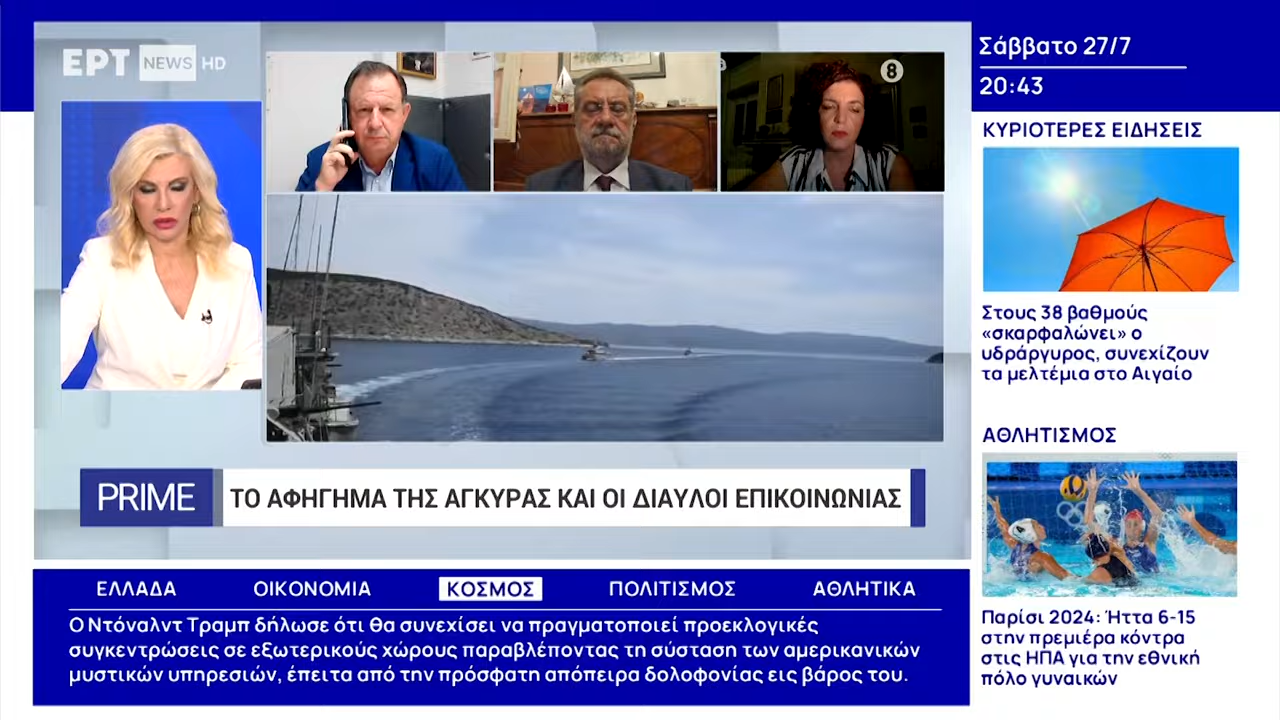 ΕΡΤ NEWS HD
8
8
Σάββατο 27/7
20:43
ΚΥΡΙΟΤΕΡΕΣ ΕΙΔΗΣΕΙΣ
Στους 38 βαθμούς
«σκαρφαλώνει» ο
υδράργυρος, συνεχίζουν
τα μελτέμια στο Αιγαίο
ΑΘΛΗΤΙΣΜΟΣ
Παρίσι 2024: Ήττα 6-15
στην πρεμιέρα κόντρα
στις ΗΠΑ για την εθνική
πόλο γυναικών
PRIME
ΤΟ ΑΦΗΓΗΜΑ ΤΗΣ ΑΓΚΥΡΑΣ ΚΑΙ ΟΙ ΔΙΑΥΛΟΙ ΕΠΙΚΟΙΝΩΝΙΑΣ
ΕΛΛΑΔΑ ΟΙΚΟΝΟΜΙΑ ΚΟΣΜΟΣ ΠΟΛΙΤΙΣΜΟΣ ΑΘΛΗΤΙΚΑ
Ο Ντόναλντ Τραμπ δήλωσε ότι θα συνεχίσει να πραγματοποιεί προεκλογικές
συγκεντρώσεις σε εξωτερικούς χώρους παραβλέποντας τη σύσταση των αμερικανικών
μυστικών υπηρεσιών, έπειτα από την πρόσφατη απόπειρα δολοφονίας εις βάρος του.